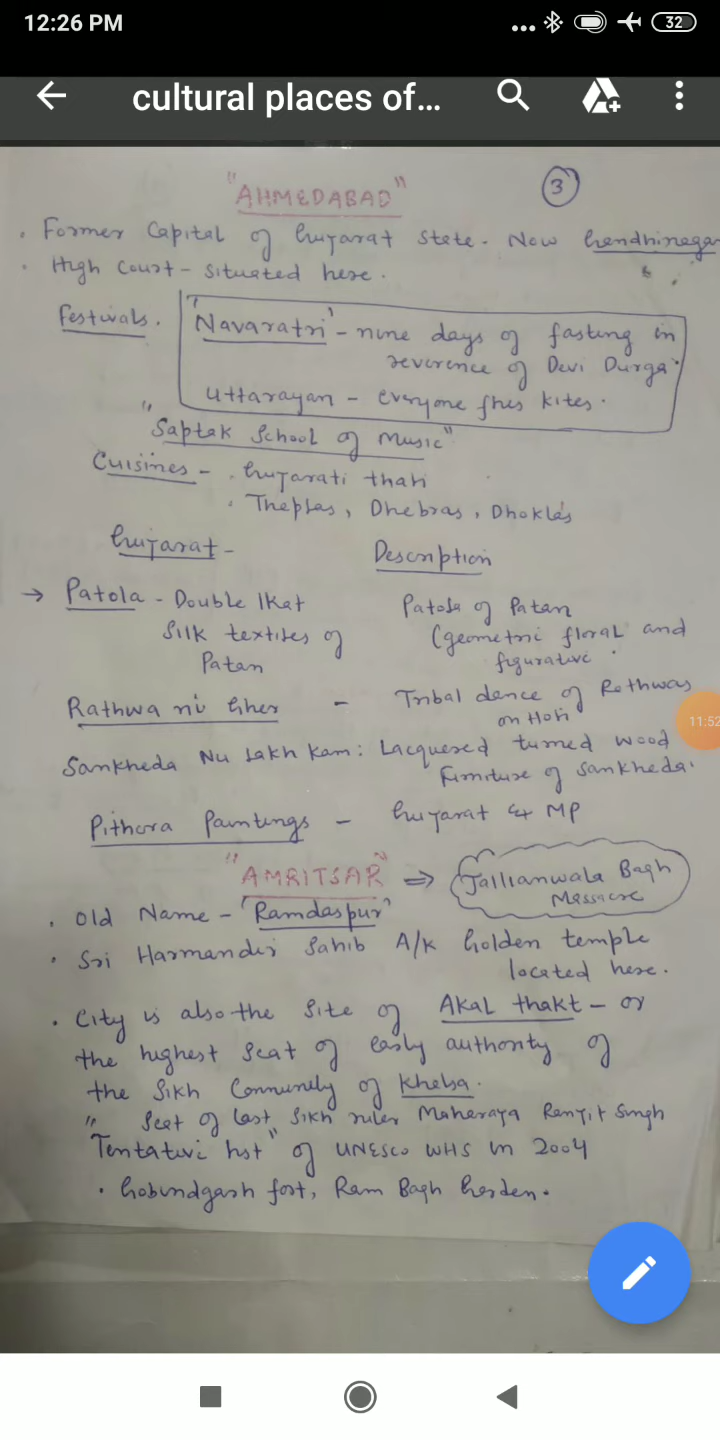 12:26 PM
32
cultural places of...
"AHMEDABAD"
3
. Former Capital of Gujarat State. Now Gandhinagar
. High Court - situated here.
Festivals.
'Navaratri' - nine days of fasting in
reverence of Devi Durga
Uttarayan - everyone flies kites.
"Saptak School of Music"
Cuisines - . Gujarati thali
. Theplas, Dhebras, Dhoklas
Gujarat -
Description
→ Patola - Double Ikat
Patola of Patan
Silk textiles of
(geometric floral and
Patan
figurative
Rathwa ni Gher - Tribal dance of Rathwas
on Holi
11:52
Sankheda Nu Lakh Kam: Lacquered turned wood
Furniture of Sankheda.
Pithora Paintings - Gujarat & MP
"AMRITSAR" ⇒ Jallianwala Bagh
Massacre
. Old Name - 'Ramdaspur'
. Sri Harmandir Sahib A/k Golden temple
located here.
. City is also the Site of Akal thakt - or
the highest Seat of early authority of
the Sikh Community of Khalsa.
" Seat of last Sikh ruler Maharaja Ranjit Singh
Tentative list" of UNESCO WHS in 2004
. Gobindgarh fort, Ram Bagh Garden.